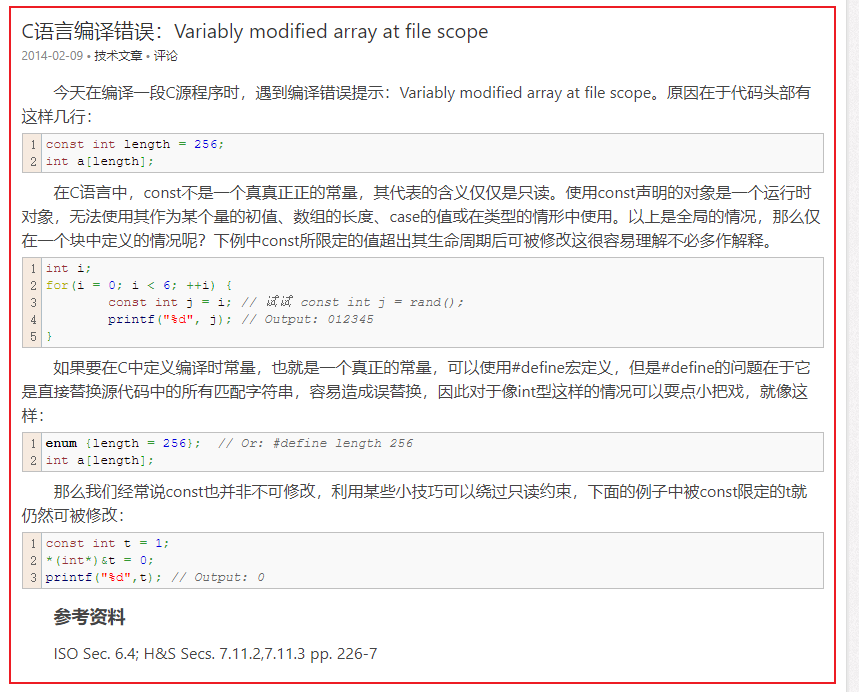 C语言编译错误：Variably modified array at file scope
2014-02-09 • 技术文章 • 评论
今天在编译一段C源程序时，遇到编译错误提示：Variably modified array at file scope。原因在于代码头部有
这样几行：
1 const int length = 256;
2 int a[length];
在C语言中，const不是一个真真正正的常量，其代表的含义仅仅是只读。使用const声明的对象是一个运行时
对象，无法使用其作为某个量的初值、数组的长度、case的值或在类型的情形中使用。以上是全局的情况，那么仅
在一个块中定义的情况呢？下例中const所限定的值超出其生命周期后可被修改这很容易理解不必多作解释。
1 int i;
2 for(i = 0; i < 6; ++i) {
3 const int j = i; // 试试 const int j = rand();
4 printf("%d", j); // Output: 012345
5 }
如果要在C中定义编译时常量，也就是一个真正的常量，可以使用#define宏定义，但是#define的问题在于它
是直接替换源代码中的所有匹配字符串，容易造成误替换，因此对于像int型这样的情况可以耍点小把戏，就像这
样：
1 enum {length = 256}; // Or: #define length 256
2 int a[length];
那么我们经常说const也并非不可修改，利用某些小技巧可以绕过只读约束，下面的例子中被const限定的t就
仍然可被修改：
1 const int t = 1;
2 *(int*)&t = 0;
3 printf("%d",t); // Output: 0
参考资料
ISO Sec. 6.4; H&S Secs. 7.11.2,7.11.3 pp. 226-7